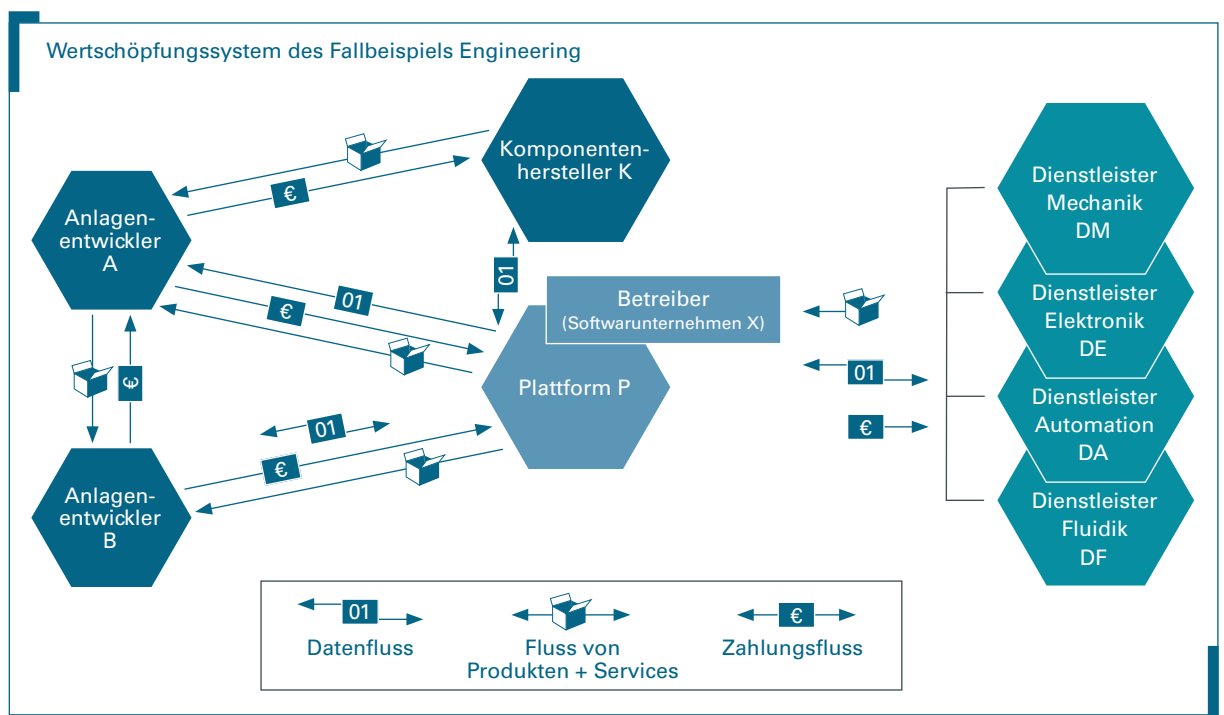 Wertschöpfungssystem des Fallbeispiels Engineering
Komponenten-
hersteller K
€
Anlagen-
entwickler
A
01
€
01
Betreiber
(Softwarunternehmen X)
Plattform P
€
01
€
Anlagen-
entwickler
B
01
€
Dienstleister
Mechanik
DM
Dienstleister
Elektronik
DE
Dienstleister
Automation
DA
Dienstleister
Fluidik
DF
01
Datenfluss
Fluss von
Produkten + Services
€
Zahlungsfluss